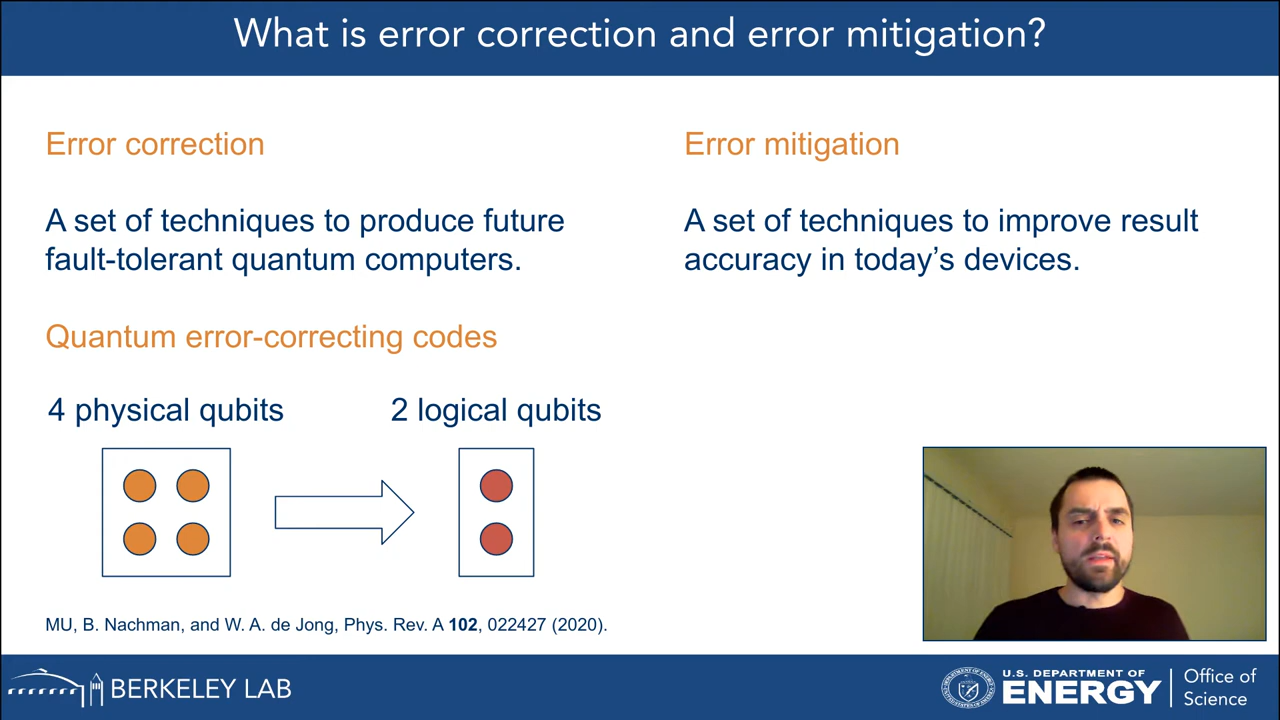 What is error correction and error mitigation?
Error correction
A set of techniques to produce future
fault-tolerant quantum computers.
Quantum error-correcting codes
4 physical qubits
2 logical qubits
MU, B. Nachman, and W. A. de Jong, Phys. Rev. A 102, 022427 (2020).
Error mitigation
A set of techniques to improve result
accuracy in today’s devices.
BERKELEY LAB
U.S. DEPARTMENT OF
ENERGY
Office of
Science